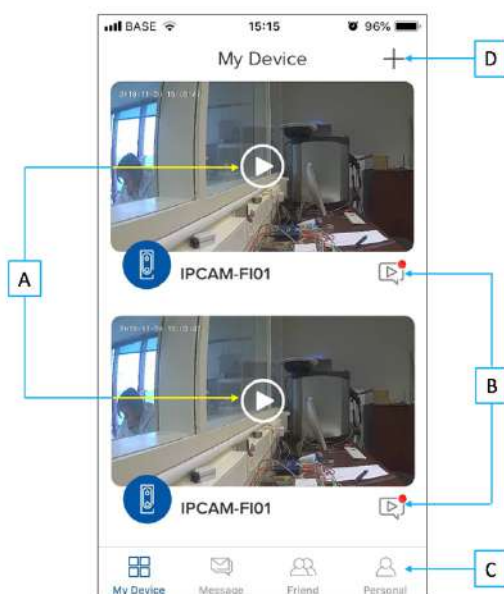 BASE 15:15 96%
My Device
D
IPCAM-FI01
A
B
IPCAM-FI01
C
My Device Message Friend Personal